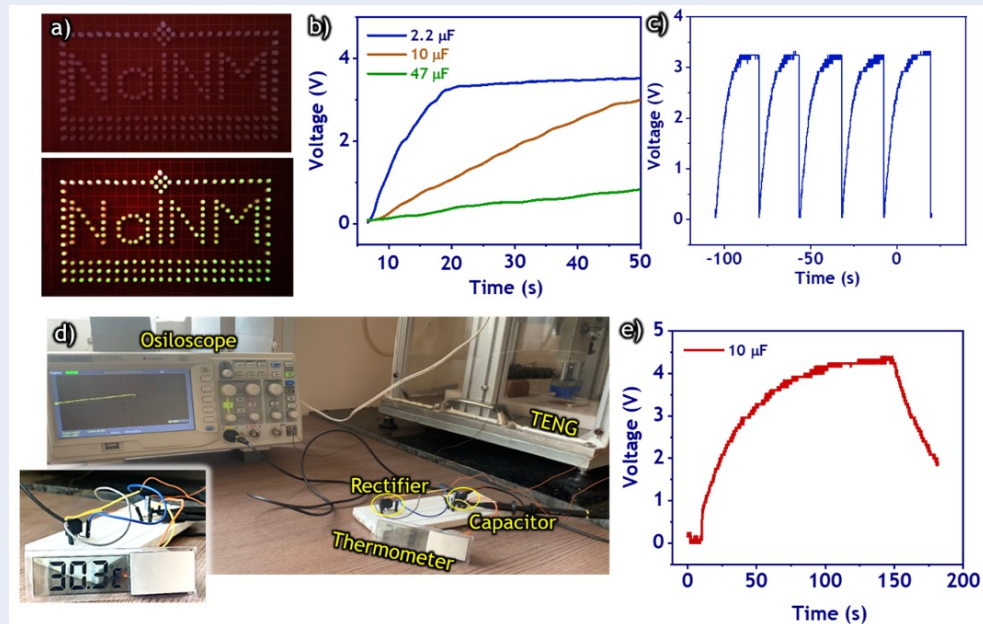 a)
NaINM
NaINM
b)
2.2 µF
10 µF
47 µF
Voltage (V)
4
2
0
10 20 30 40 50
Time (s)
c)
Voltage (V)
4
3
2
1
0
-100 -50 0
Time (s)
d)
Osiloscope
TENG
Rectifier
Capacitor
Thermometer
30.3
e)
10 µF
Voltage (V)
5
4
3
2
1
0
0 50 100 150 200
Time (s)